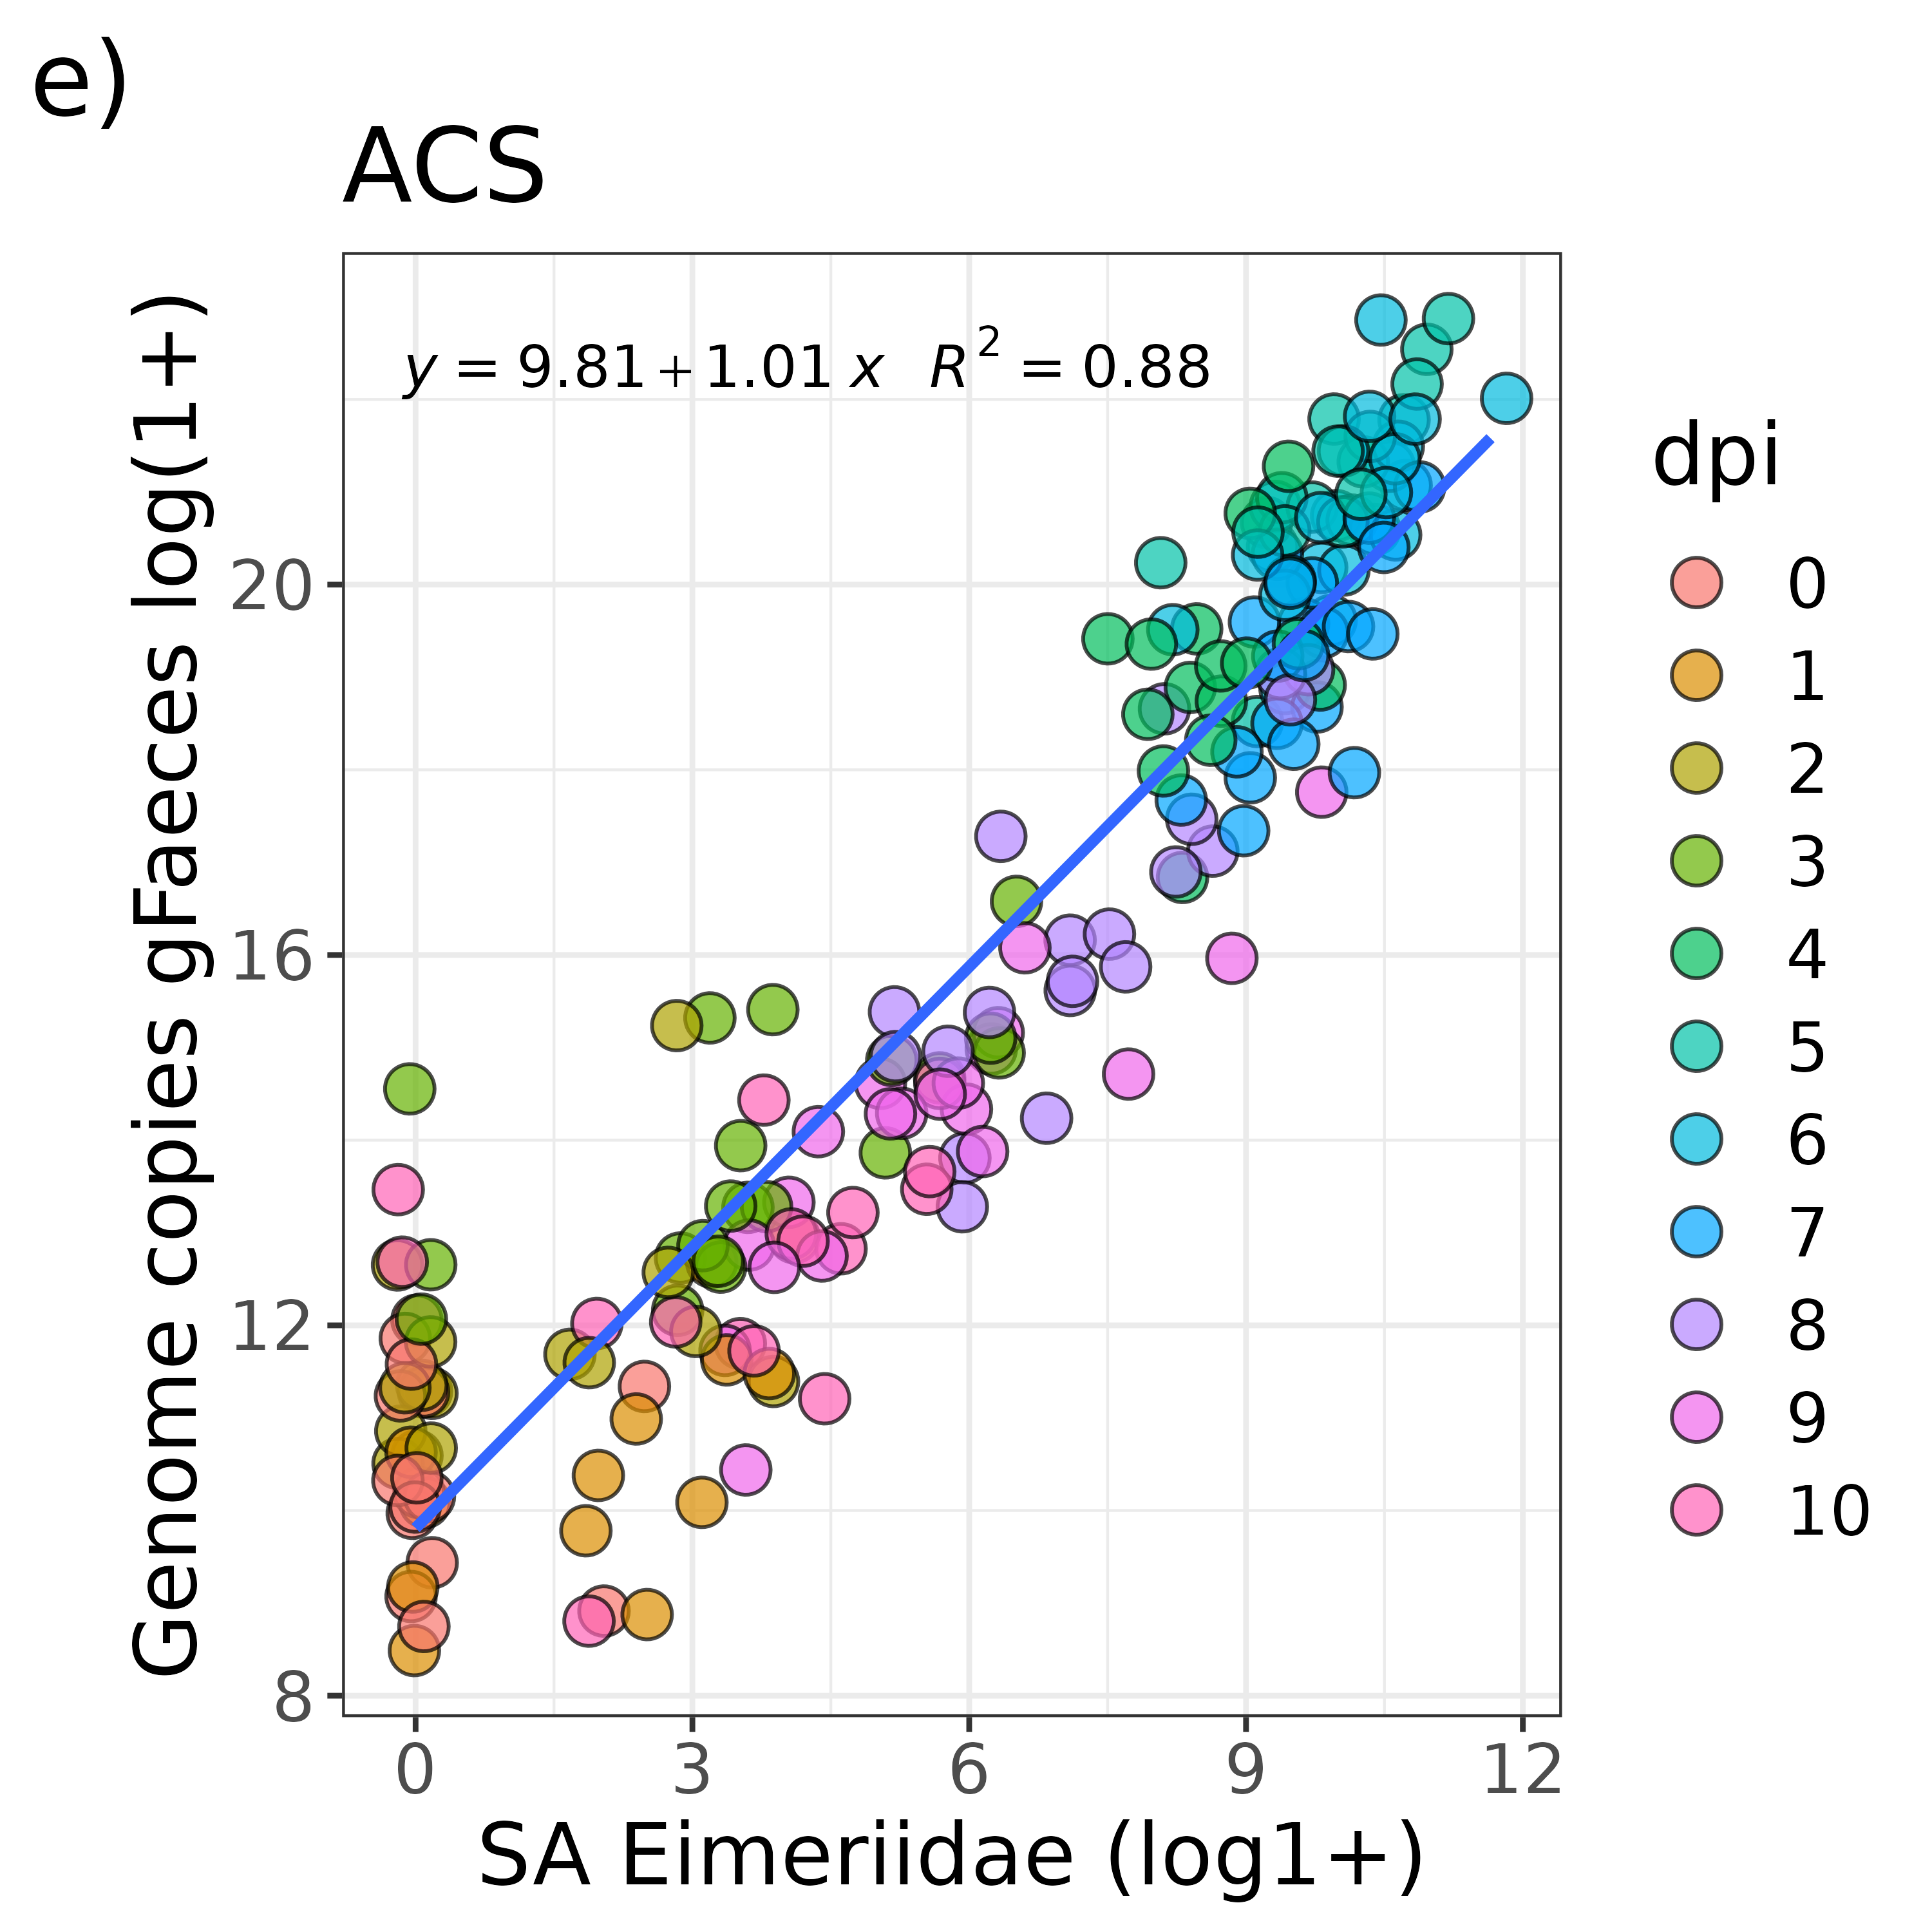 e)
ACS
y = 9.81+1.01 x R² = 0.88
Genome copies gFaeces log(1+)
20
16
12
8
0 3 6 9 12
SA Eimeriidae (log1+)
dpi
0
1
2
3
4
5
6
7
8
9
10